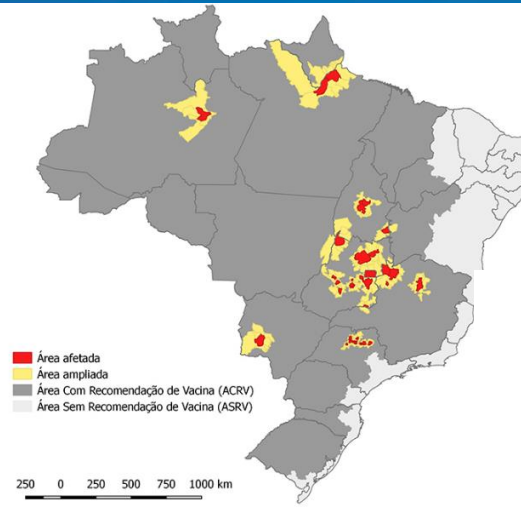 Área afetada
Área ampliada
Área Com Recomendação de Vacina (ACRV)
Área Sem Recomendação de Vacina (ASRV)
250 0 250 500 750 1000 km